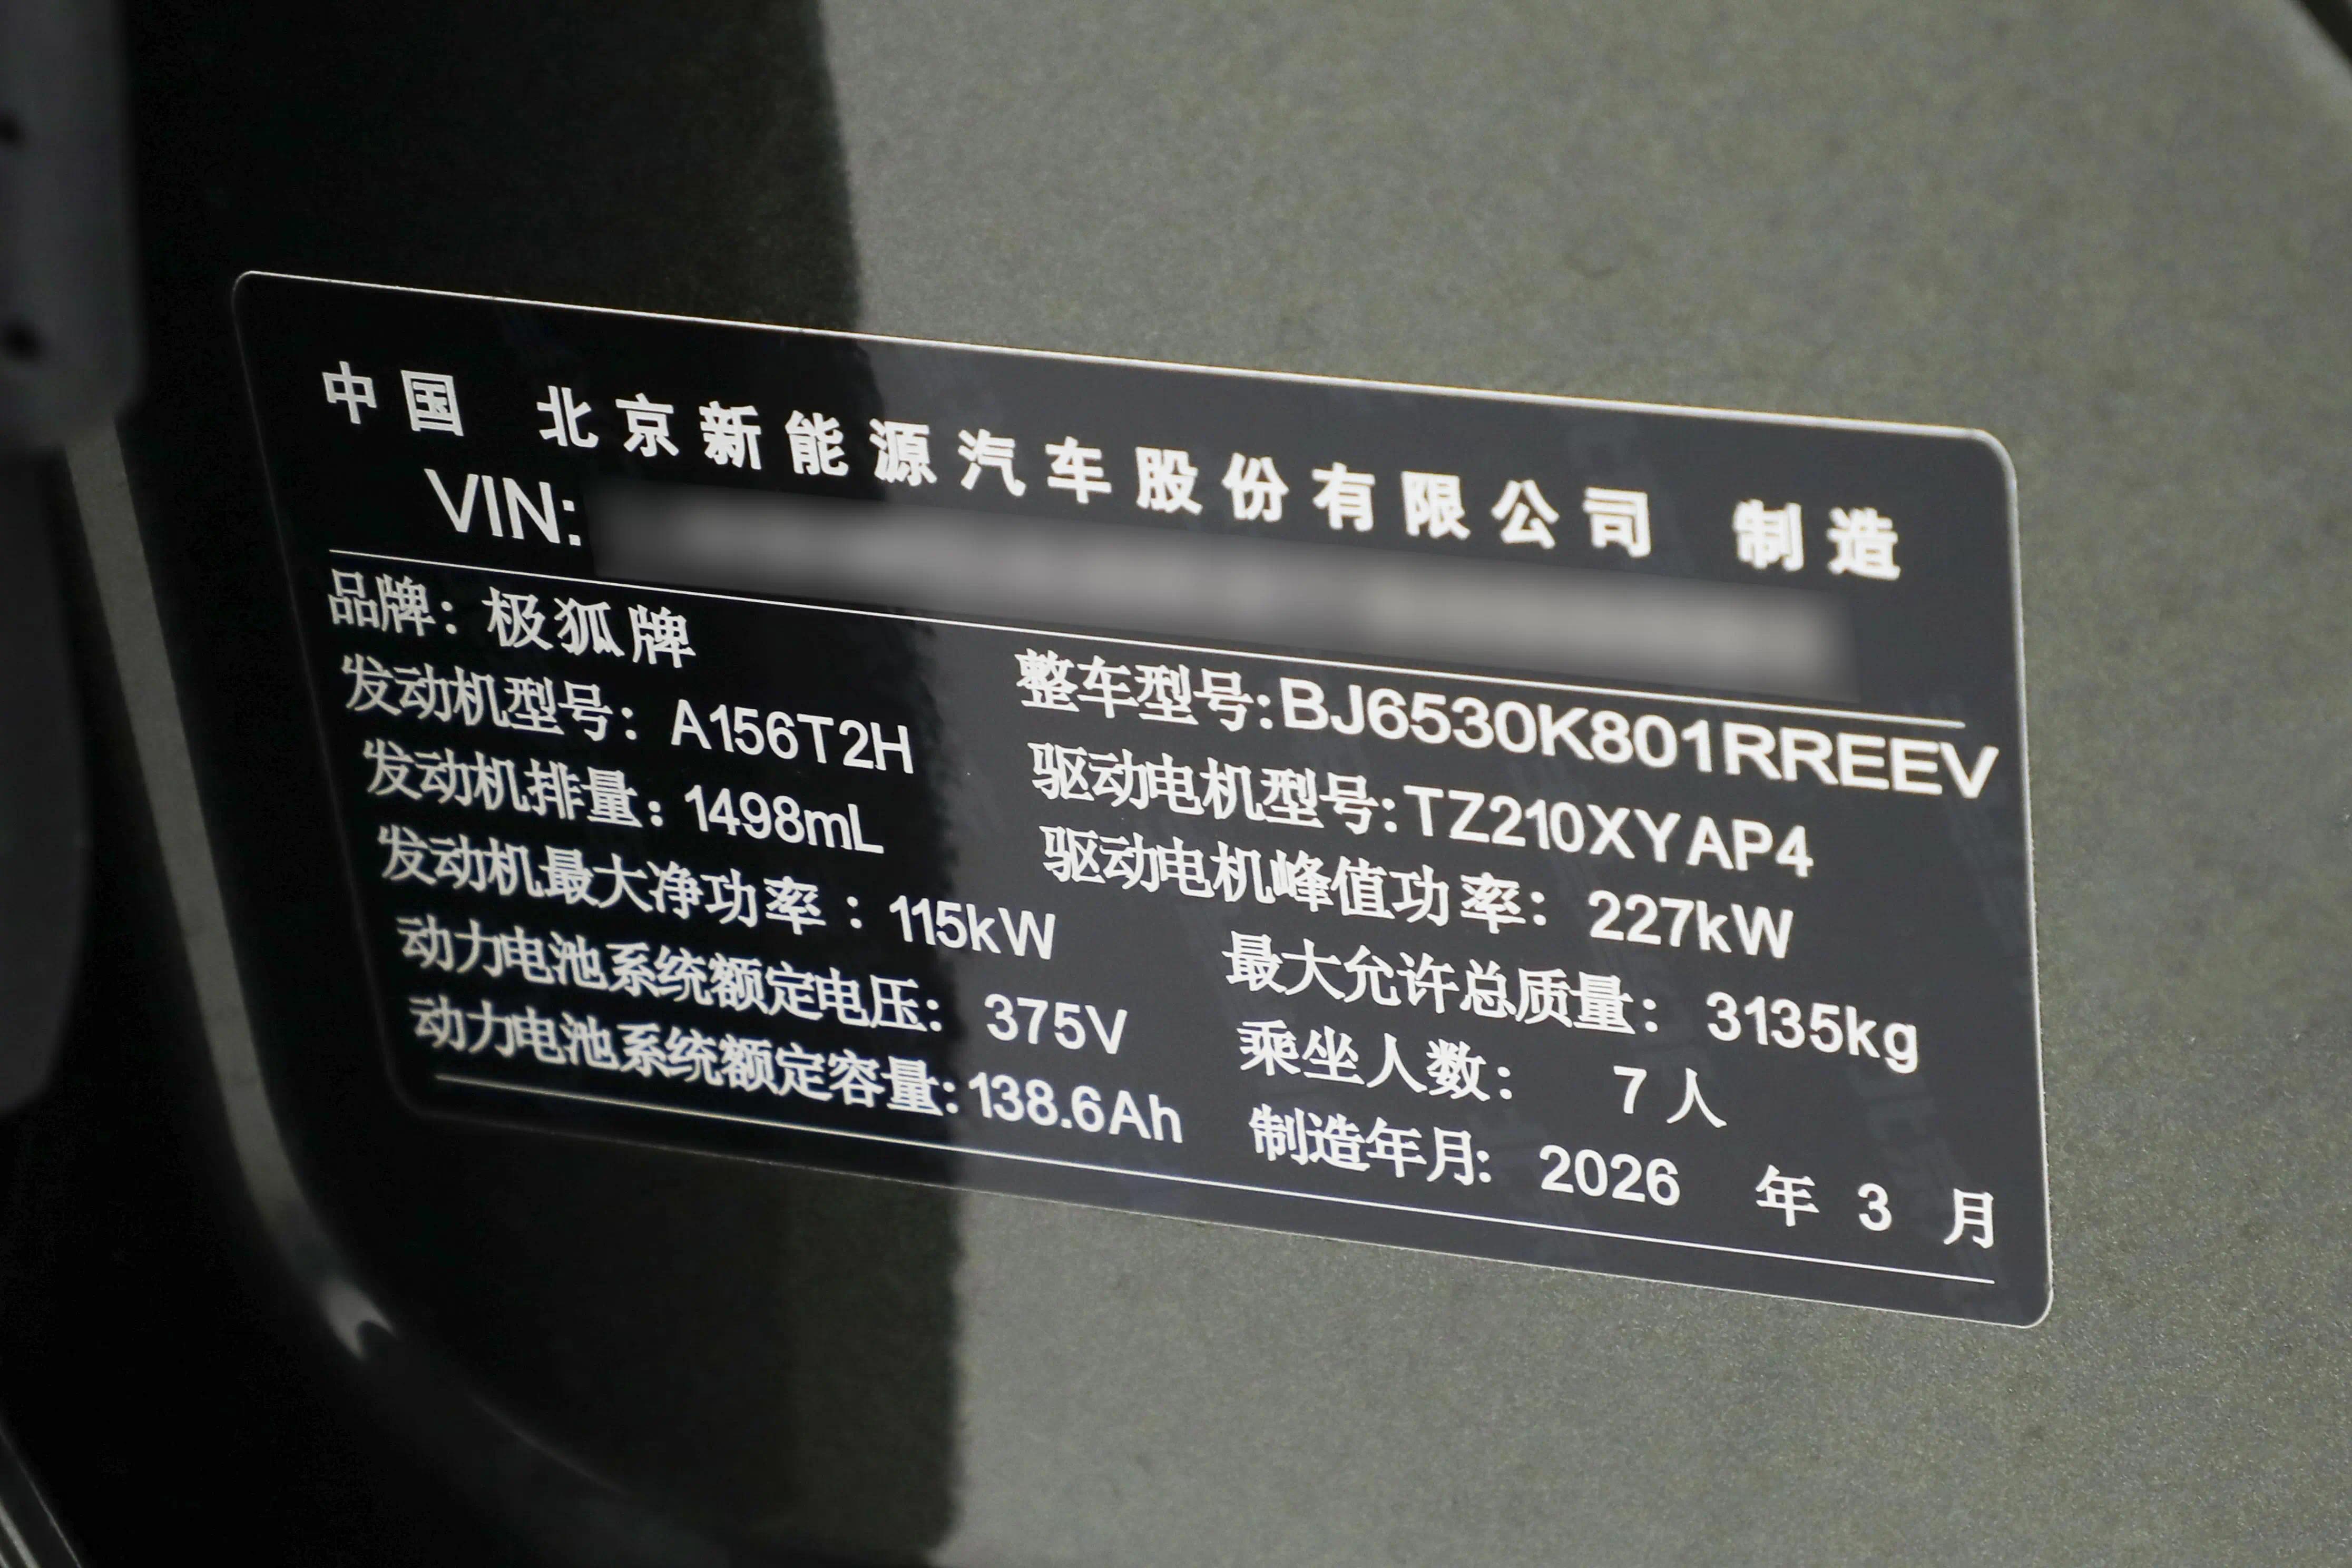 中国 北京新能源汽车股份有限公司 制造
VIN:
品牌：极狐牌
整车型号:BJ6530K801RREEV
发动机型号：A156T2H
驱动电机型号:TZ210XYAP4
发动机排量：1498mL
驱动电机峰值功率：227kW
发动机最大净功率：115kW
最大允许总质量：3135kg
动力电池系统额定电压：375V
乘坐人数：7人
动力电池系统额定容量:138.6Ah
制造年月:2026 年 3 月